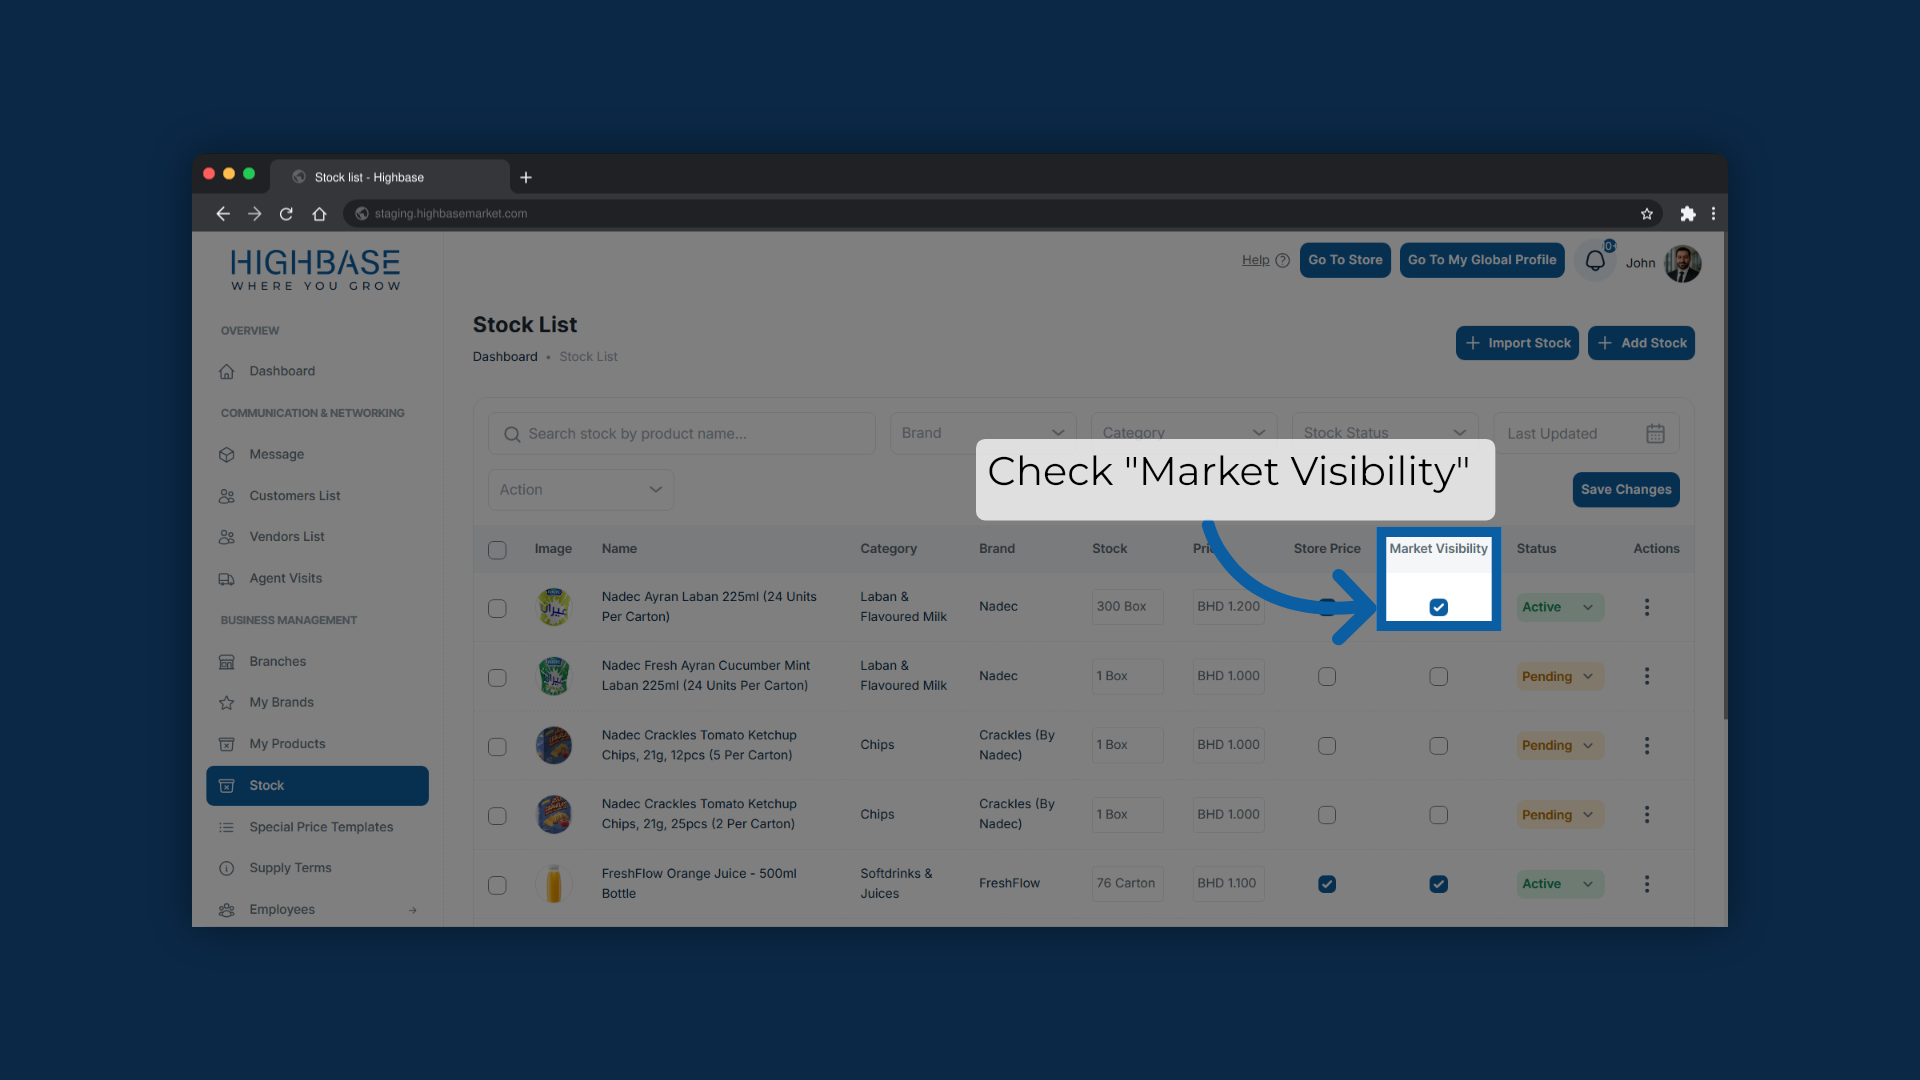 Stock list - Highbase
staging.highbasemarket.com
HIGHBASE
WHERE YOU GROW
Help
Go To Store
Go To My Global Profile
John
OVERVIEW
Dashboard
COMMUNICATION & NETWORKING
Message
Customers List
Vendors List
Agent Visits
BUSINESS MANAGEMENT
Branches
My Brands
My Products
Stock
Special Price Templates
Supply Terms
Employees
Stock List
Dashboard • Stock List
Import Stock
Add Stock
Search stock by product name...
Brand
Category
Stock Status
Last Updated
Action
Check "Market Visibility"
Save Changes
Image Name Category Brand Stock Store Price Market Visibility Status Actions
Nadec Ayran Laban 225ml (24 Units
Per Carton)
Laban &
Flavoured Milk
Nadec
300 Box
BHD 1.200
Active
Nadec Fresh Ayran Cucumber Mint
Laban 225ml (24 Units Per Carton)
Laban &
Flavoured Milk
Nadec
1 Box
BHD 1.000
Pending
Nadec Crackles Tomato Ketchup
Chips, 21g, 12pcs (5 Per Carton)
Chips
Crackles (By
Nadec)
1 Box
BHD 1.000
Pending
Nadec Crackles Tomato Ketchup
Chips, 21g, 25pcs (2 Per Carton)
Chips
Crackles (By
Nadec)
1 Box
BHD 1.000
Pending
FreshFlow Orange Juice - 500ml
Bottle
Softdrinks &
Juices
FreshFlow
76 Carton
BHD 1.100
Active